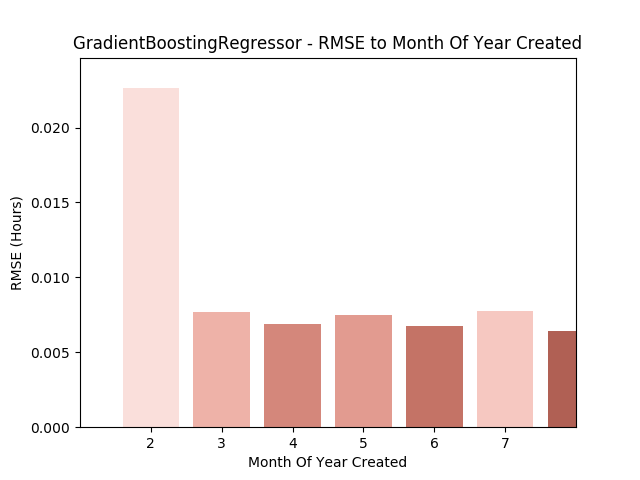 GradientBoostingRegressor - RMSE to Month Of Year Created
RMSE (Hours)
0.020
0.015
0.010
0.005
0.000
2 3 4 5 6 7
Month Of Year Created